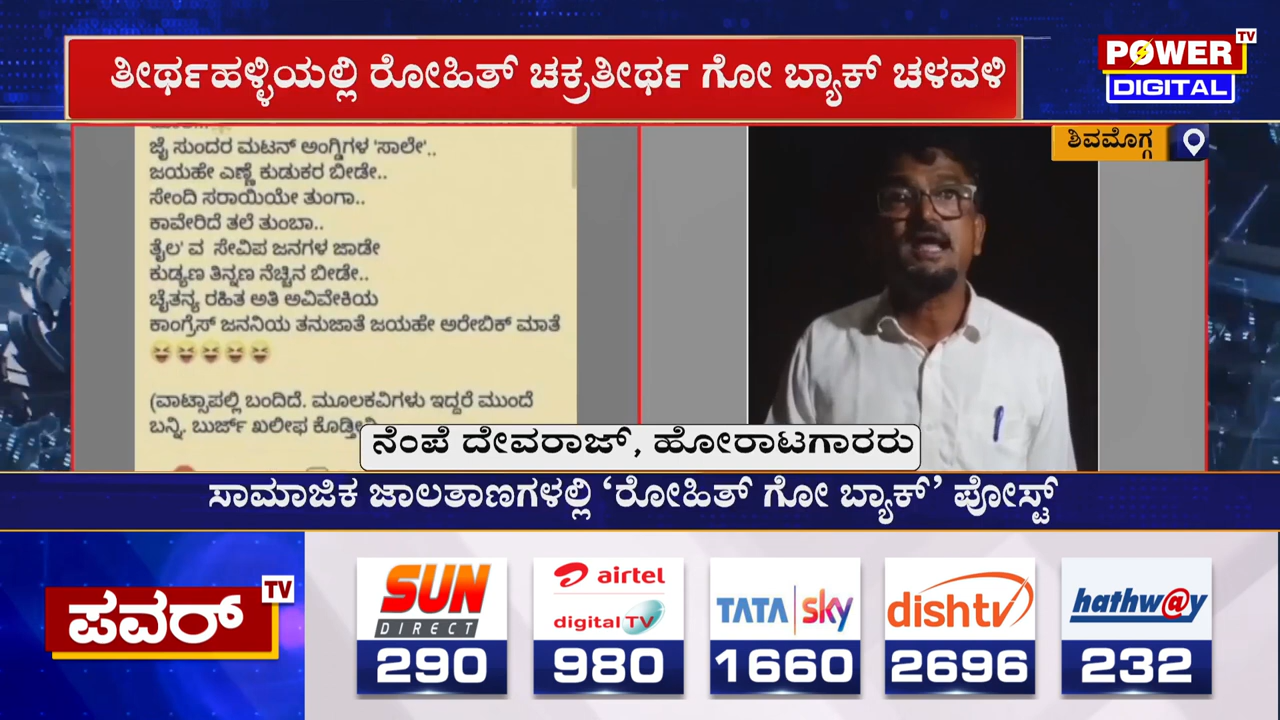 ತೀರ್ಥಹಳ್ಳಿಯಲ್ಲಿ ರೋಹಿತ್ ಚಕ್ರತೀರ್ಥ ಗೋ ಬ್ಯಾಕ್ ಚಳವಳಿ
POWER TV
DIGITAL
ಶಿವಮೊಗ್ಗ
ಜೈ ಸುಂದರ ಮಟನ್ ಅಂಗ್ಡಿಗಳ 'ಸಾಲೇ'..
ಜಯಹೇ ಎಣ್ಣೆ ಕುಡುಕರ ಬೀಡೇ..
ಸೇಂದಿ ಸರಾಯಿಯೇ ತುಂಗಾ..
ಕಾವೇರಿದೆ ತಲೆ ತುಂಬಾ..
ತೈಲ' ವ ಸೇವಿಪ ಜನಗಳ ಜಾಡೇ
ಕುಡ್ಯಣ ತಿನ್ನಣ ನೆಚ್ಚಿನ ಬೀಡೇ..
ಚೈತನ್ಯ ರಹಿತ ಅತಿ ಅವಿವೇಕಿಯ
ಕಾಂಗ್ರೆಸ್ ಜನನಿಯ ತನುಜಾತೆ ಜಯಹೇ ಅರೇಬಿಕ್ ಮಾತೆ
😆😆😆😆😆
(ವಾಟ್ಸಾಪಲ್ಲಿ ಬಂದಿದೆ. ಮೂಲಕವಿಗಳು ಇದ್ದರೆ ಮುಂದೆ
ಬನ್ನಿ. ಬುರ್ಜ್ ಖಲೀಫ
ನೆಂಪೆ ದೇವರಾಜ್, ಹೋರಾಟಗಾರರು
ಸಾಮಾಜಿಕ ಜಾಲತಾಣಗಳಲ್ಲಿ ‘ರೋಹಿತ್ ಗೋ ಬ್ಯಾಕ್’ ಪೋಸ್ಟ್
ಪವರ್ TV
SUN
DIRECT
290
airtel
digital TV
980
TATA sky
1660
dishtv
2696
hathw@y
232